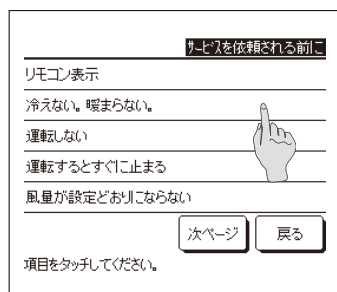 サービスを依頼される前に
リモコン表示
冷えない。暖まらない。
運転しない
運転するとすぐに止まる
風量が設定どおりにならない
次ページ
戻る
項目をタッチしてください。